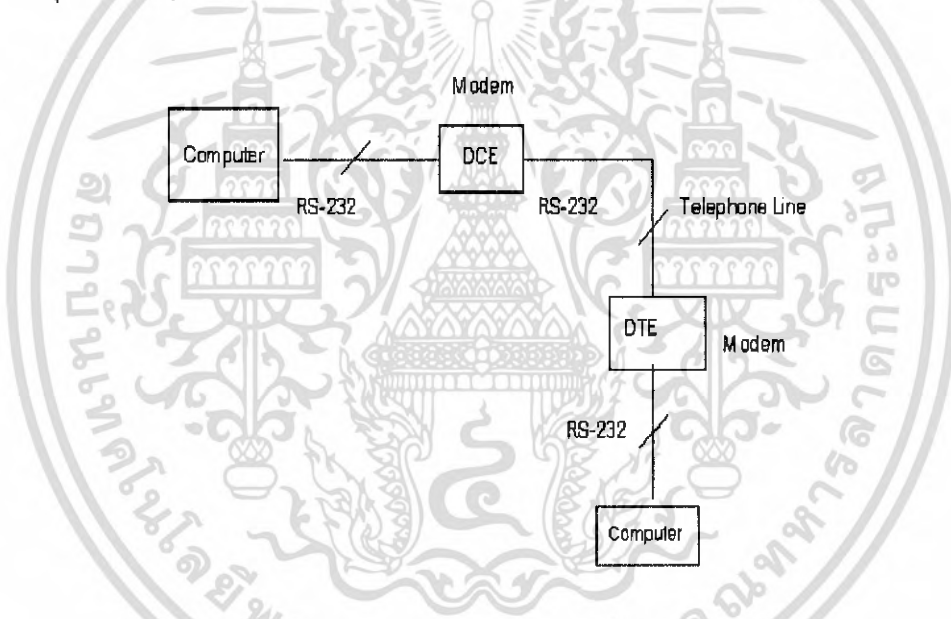 Modem
Computer
DCE
RS-232
RS-232
Telephone Line
DTE
Modem
RS-232
Computer